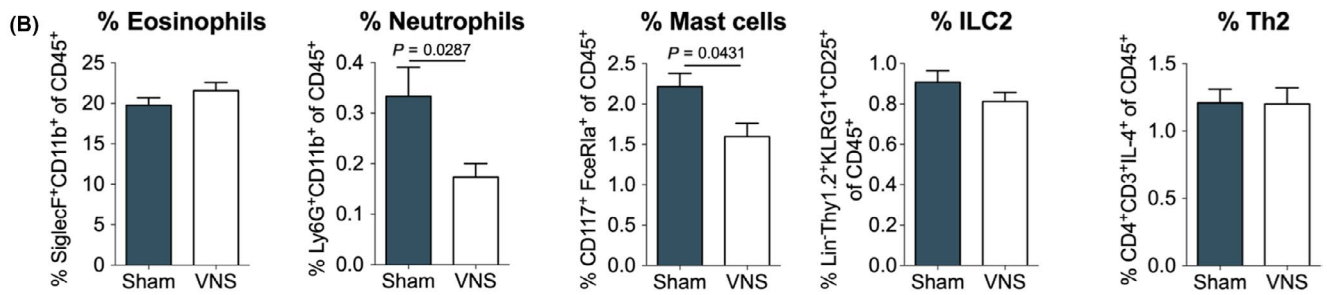 (B)
% Eosinophils
% SiglecF⁺CD11b⁺ of CD45⁺
25
20
15
10
5
0
Sham VNS
% Neutrophils
% Ly6G⁺CD11b⁺ of CD45⁺
P = 0.0287
0.4
0.3
0.2
0.1
0.0
Sham VNS
% Mast cells
% CD117⁺ FceRIa⁺ of CD45⁺
P = 0.0431
2.5
2.0
1.5
1.0
0.5
0.0
Sham VNS
% ILC2
% Lin⁻Thy1.2⁺KLRG1⁺CD25⁺
of CD45⁺
1.0
0.8
0.6
0.4
0.2
0.0
Sham VNS
% Th2
% CD4⁺CD3⁺IL-4⁺ of CD45⁺
1.5
1.0
0.5
0.0
Sham VNS